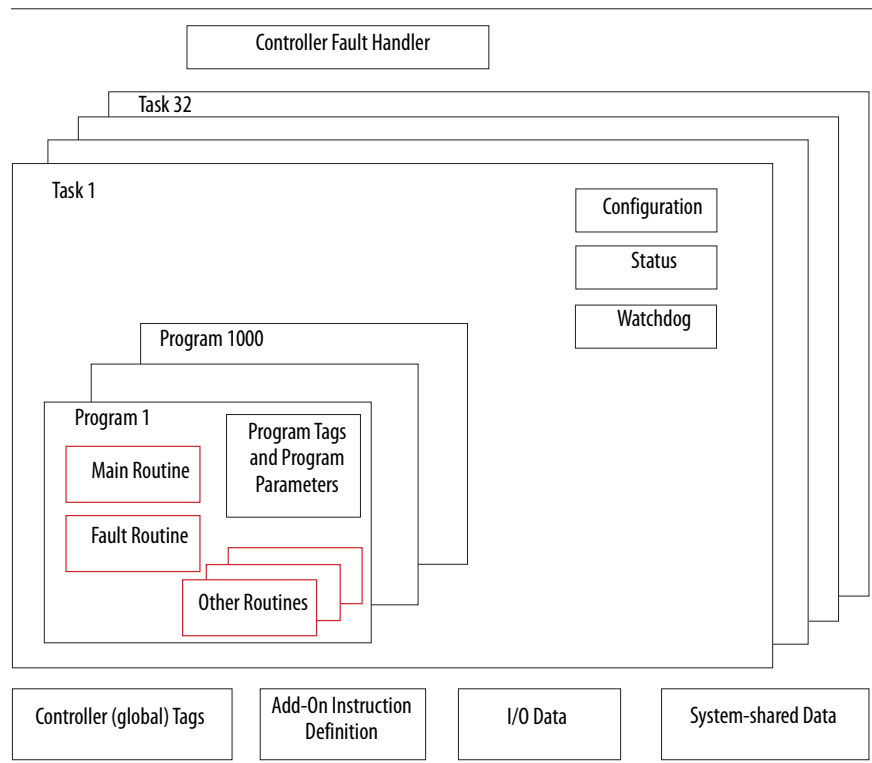 Controller Fault Handler
Task 32
Task 1
Configuration
Status
Watchdog
Program 1000
Program 1
Program Tags
and Program
Parameters
Main Routine
Fault Routine
Other Routines
Controller (global) Tags
Add-On Instruction
Definition
I/O Data
System-shared Data